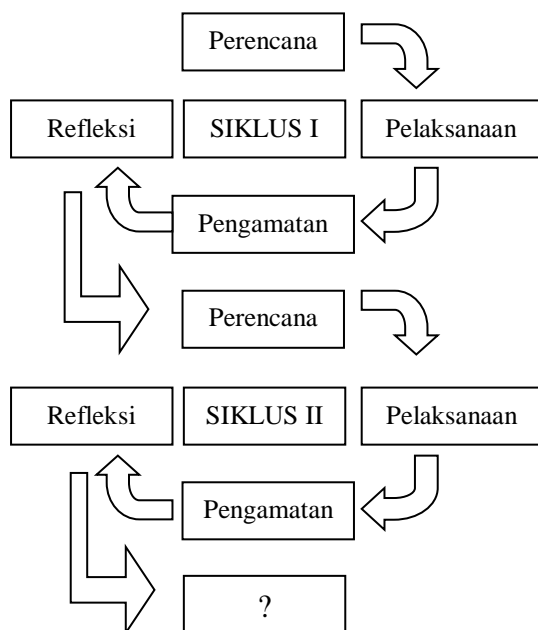 Perencana
Refleksi SIKLUS I Pelaksanaan
Pengamatan
Perencana
Refleksi SIKLUS II Pelaksanaan
Pengamatan
?